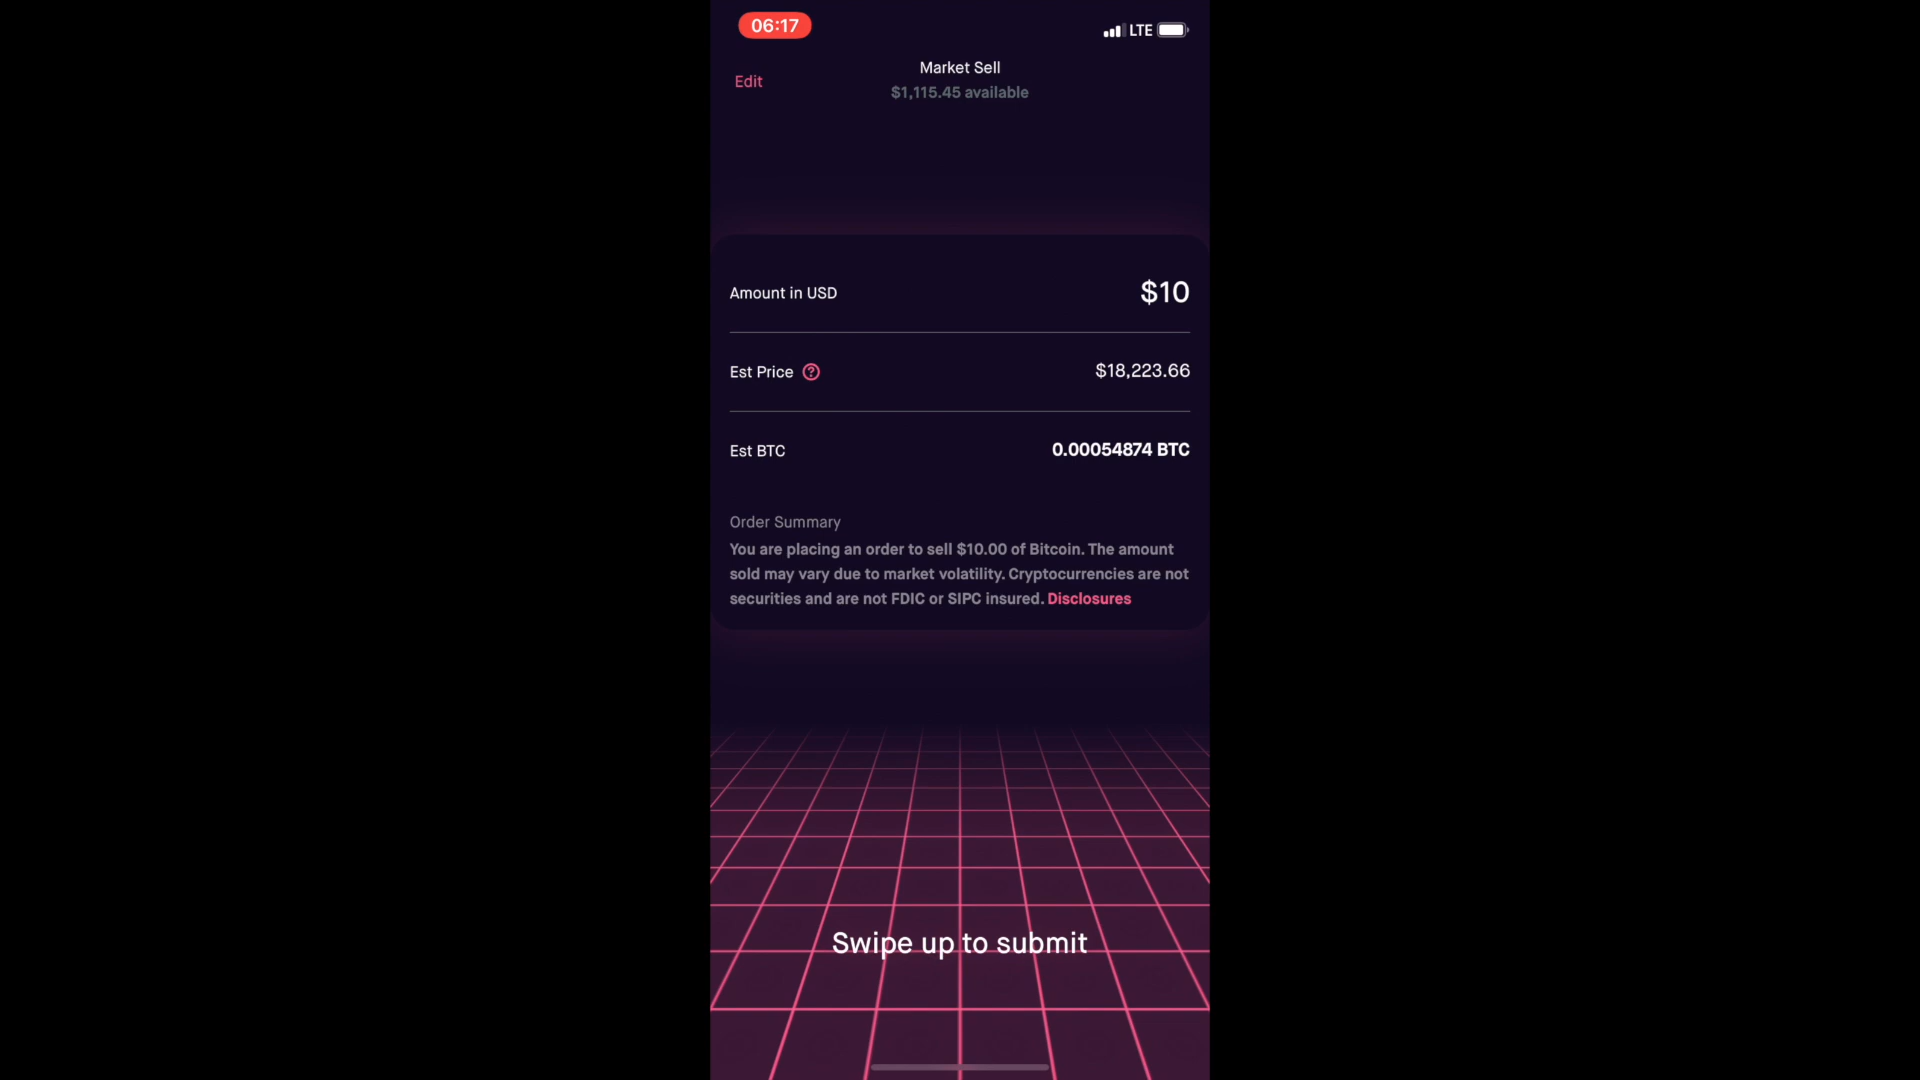 06:17
LTE
Edit
Market Sell
$1,115.45 available
Amount in USD
$10
Est Price
$18,223.66
Est BTC
0.00054874 BTC
Order Summary
You are placing an order to sell $10.00 of Bitcoin. The amount
sold may vary due to market volatility. Cryptocurrencies are not
securities and are not FDIC or SIPC insured. Disclosures
Swipe up to submit